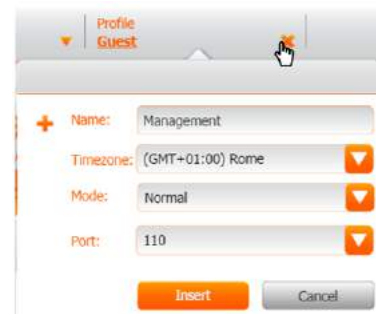 Profile
Guest
Name: Management
Timezone: (GMT+01:00) Rome
Mode: Normal
Port: 110
Insert Cancel